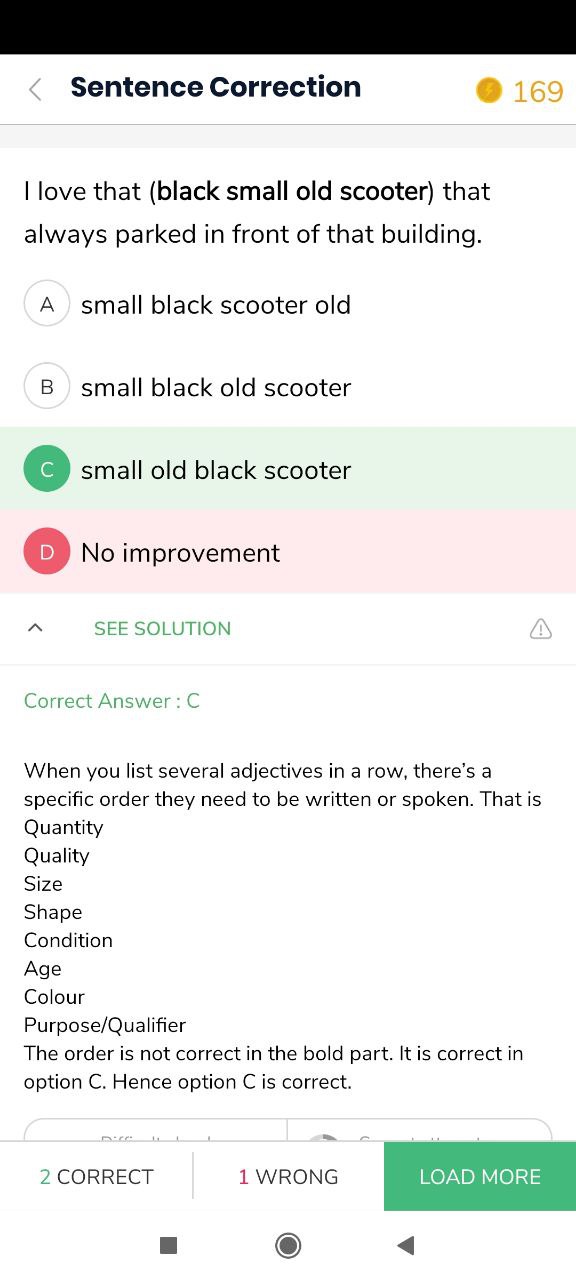 Sentence Correction
169
I love that (black small old scooter) that
always parked in front of that building.
A small black scooter old
B small black old scooter
C small old black scooter
D No improvement
SEE SOLUTION
Correct Answer : C
When you list several adjectives in a row, there's a
specific order they need to be written or spoken. That is
Quantity
Quality
Size
Shape
Condition
Age
Colour
Purpose/Qualifier
The order is not correct in the bold part. It is correct in
option C. Hence option C is correct.
2 CORRECT
1 WRONG
LOAD MORE